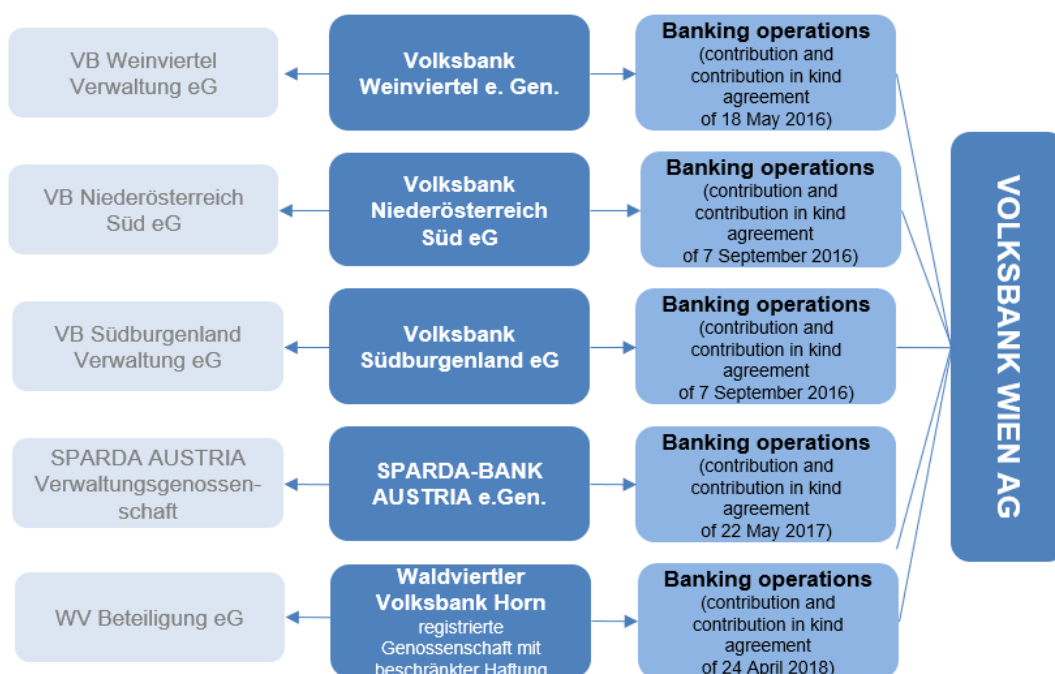 VB Weinviertel
Verwaltung eG
Volksbank
Weinviertel e. Gen.
Banking operations
(contribution and
contribution in kind
agreement
of 18 May 2016)
VB Niederösterreich
Süd eG
Volksbank
Niederösterreich
Süd eG
Banking operations
(contribution and
contribution in kind
agreement
of 7 September 2016)
VB Südburgenland
Verwaltung eG
Volksbank
Südburgenland eG
Banking operations
(contribution and
contribution in kind
agreement
of 7 September 2016)
SPARDA AUSTRIA
Verwaltungsgenossen-
schaft
SPARDA-BANK
AUSTRIA e.Gen.
Banking operations
(contribution and
contribution in kind
agreement
of 22 May 2017)
WV Beteiligung eG
Waldviertler
Volksbank Horn
registrierte
Genossenschaft mit
beschränkter Haftung
Banking operations
(contribution and
contribution in kind
agreement
of 24 April 2018)
VOLKSBANK WIEN AG